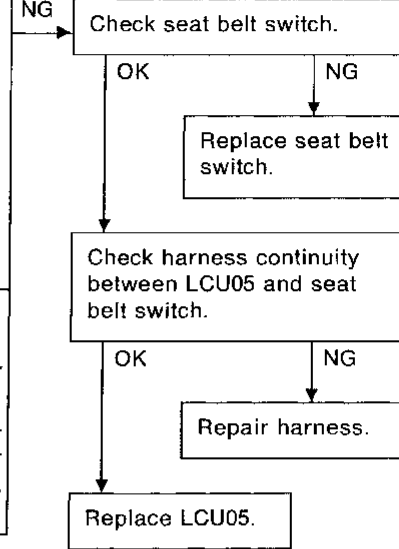 NG
Check seat belt switch.
OK
NG
Replace seat belt
switch.
Check harness continuity
between LCU05 and seat
belt switch.
OK
NG
Repair harness.
Replace LCU05.